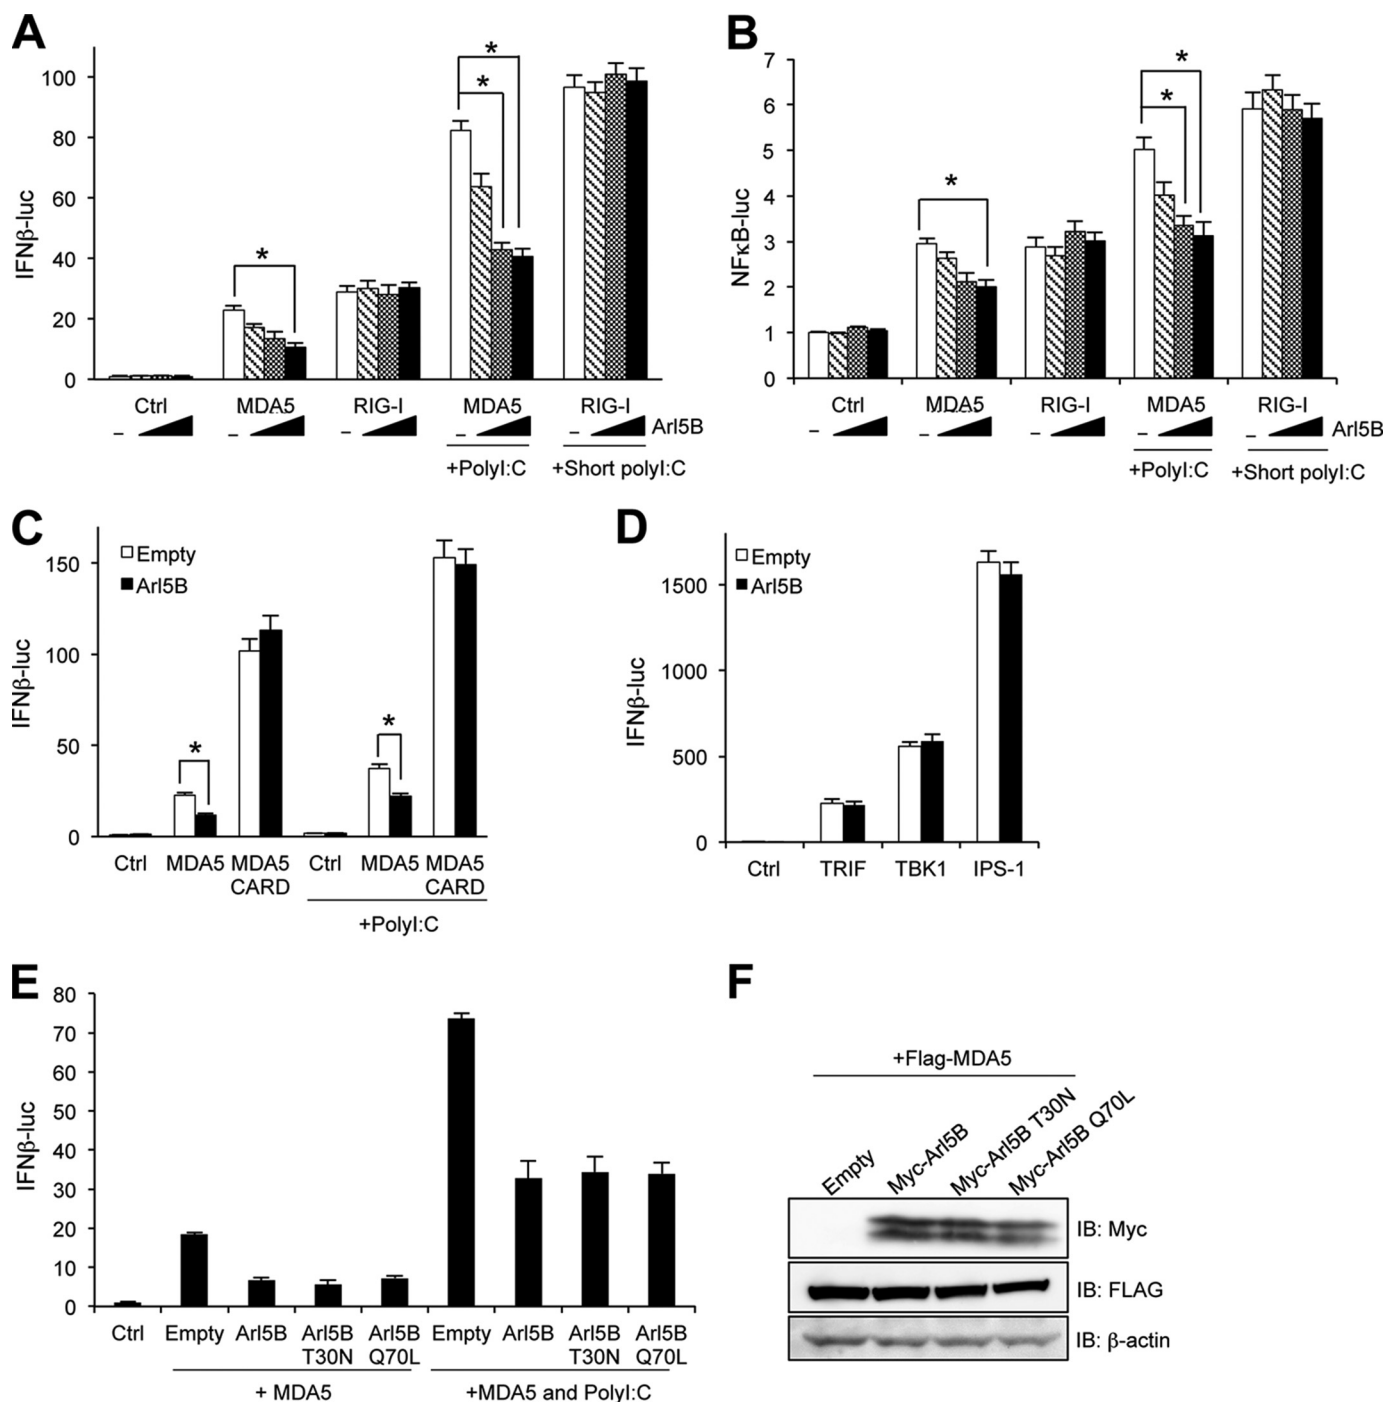 A
IFNβ-luc
100
80
60
40
20
0
*
*
*
Ctrl MDA5 RIG-I MDA5 RIG-I
– – – – – Arl5B
+PolyI:C +Short polyI:C
B
NFκB-luc
7
6
5
4
3
2
1
0
*
*
*
Ctrl MDA5 RIG-I MDA5 RIG-I
– – – – – Arl5B
+PolyI:C +Short polyI:C
C
IFNβ-luc
150
100
50
0
Empty
Arl5B
*
*
Ctrl MDA5 MDA5 Ctrl MDA5 MDA5
CARD CARD
+PolyI:C
D
IFNβ-luc
1500
1000
500
0
Empty
Arl5B
Ctrl TRIF TBK1 IPS-1
E
IFNβ-luc
80
70
60
50
40
30
20
10
0
Ctrl Empty Arl5B Arl5B Arl5B Empty Arl5B Arl5B Arl5B
T30N Q70L T30N Q70L
+ MDA5 +MDA5 and PolyI:C
F
+Flag-MDA5
Empty
Myc-Arl5B
Myc-Arl5B T30N
Myc-Arl5B Q70L
IB: Myc
IB: FLAG
IB: β-actin